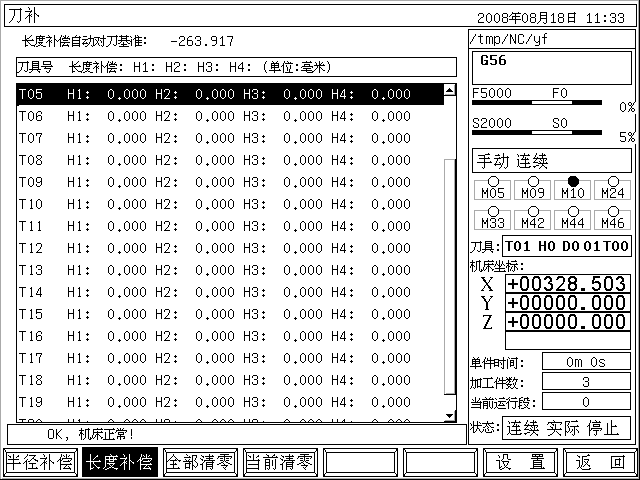 刀补
2008年08月18日 11:33
长度补偿自动对刀基准: -263.917
刀具号 长度补偿: H1: H2: H3: H4: (单位:毫米)
T05 H1: 0.000 H2: 0.000 H3: 0.000 H4: 0.000
T06 H1: 0.000 H2: 0.000 H3: 0.000 H4: 0.000
T07 H1: 0.000 H2: 0.000 H3: 0.000 H4: 0.000
T08 H1: 0.000 H2: 0.000 H3: 0.000 H4: 0.000
T09 H1: 0.000 H2: 0.000 H3: 0.000 H4: 0.000
T10 H1: 0.000 H2: 0.000 H3: 0.000 H4: 0.000
T11 H1: 0.000 H2: 0.000 H3: 0.000 H4: 0.000
T12 H1: 0.000 H2: 0.000 H3: 0.000 H4: 0.000
T13 H1: 0.000 H2: 0.000 H3: 0.000 H4: 0.000
T14 H1: 0.000 H2: 0.000 H3: 0.000 H4: 0.000
T15 H1: 0.000 H2: 0.000 H3: 0.000 H4: 0.000
T16 H1: 0.000 H2: 0.000 H3: 0.000 H4: 0.000
T17 H1: 0.000 H2: 0.000 H3: 0.000 H4: 0.000
T18 H1: 0.000 H2: 0.000 H3: 0.000 H4: 0.000
T19 H1: 0.000 H2: 0.000 H3: 0.000 H4: 0.000
OK, 机床正常!
/tmp/NC/yf
G56
F5000 F0
0%
S2000 S0
5%
手动 连续
M05 M09 M10 M24
M33 M42 M44 M46
刀具: T01 H0 D0 01T00
机床坐标:
X +00328.503
Y +00000.000
Z +00000.000
单件时间: 0m 0s
加工件数: 3
当前运行段: 0
状态: 连续 实际 停止
半径补偿 长度补偿 全部清零 当前清零 设 置 返 回